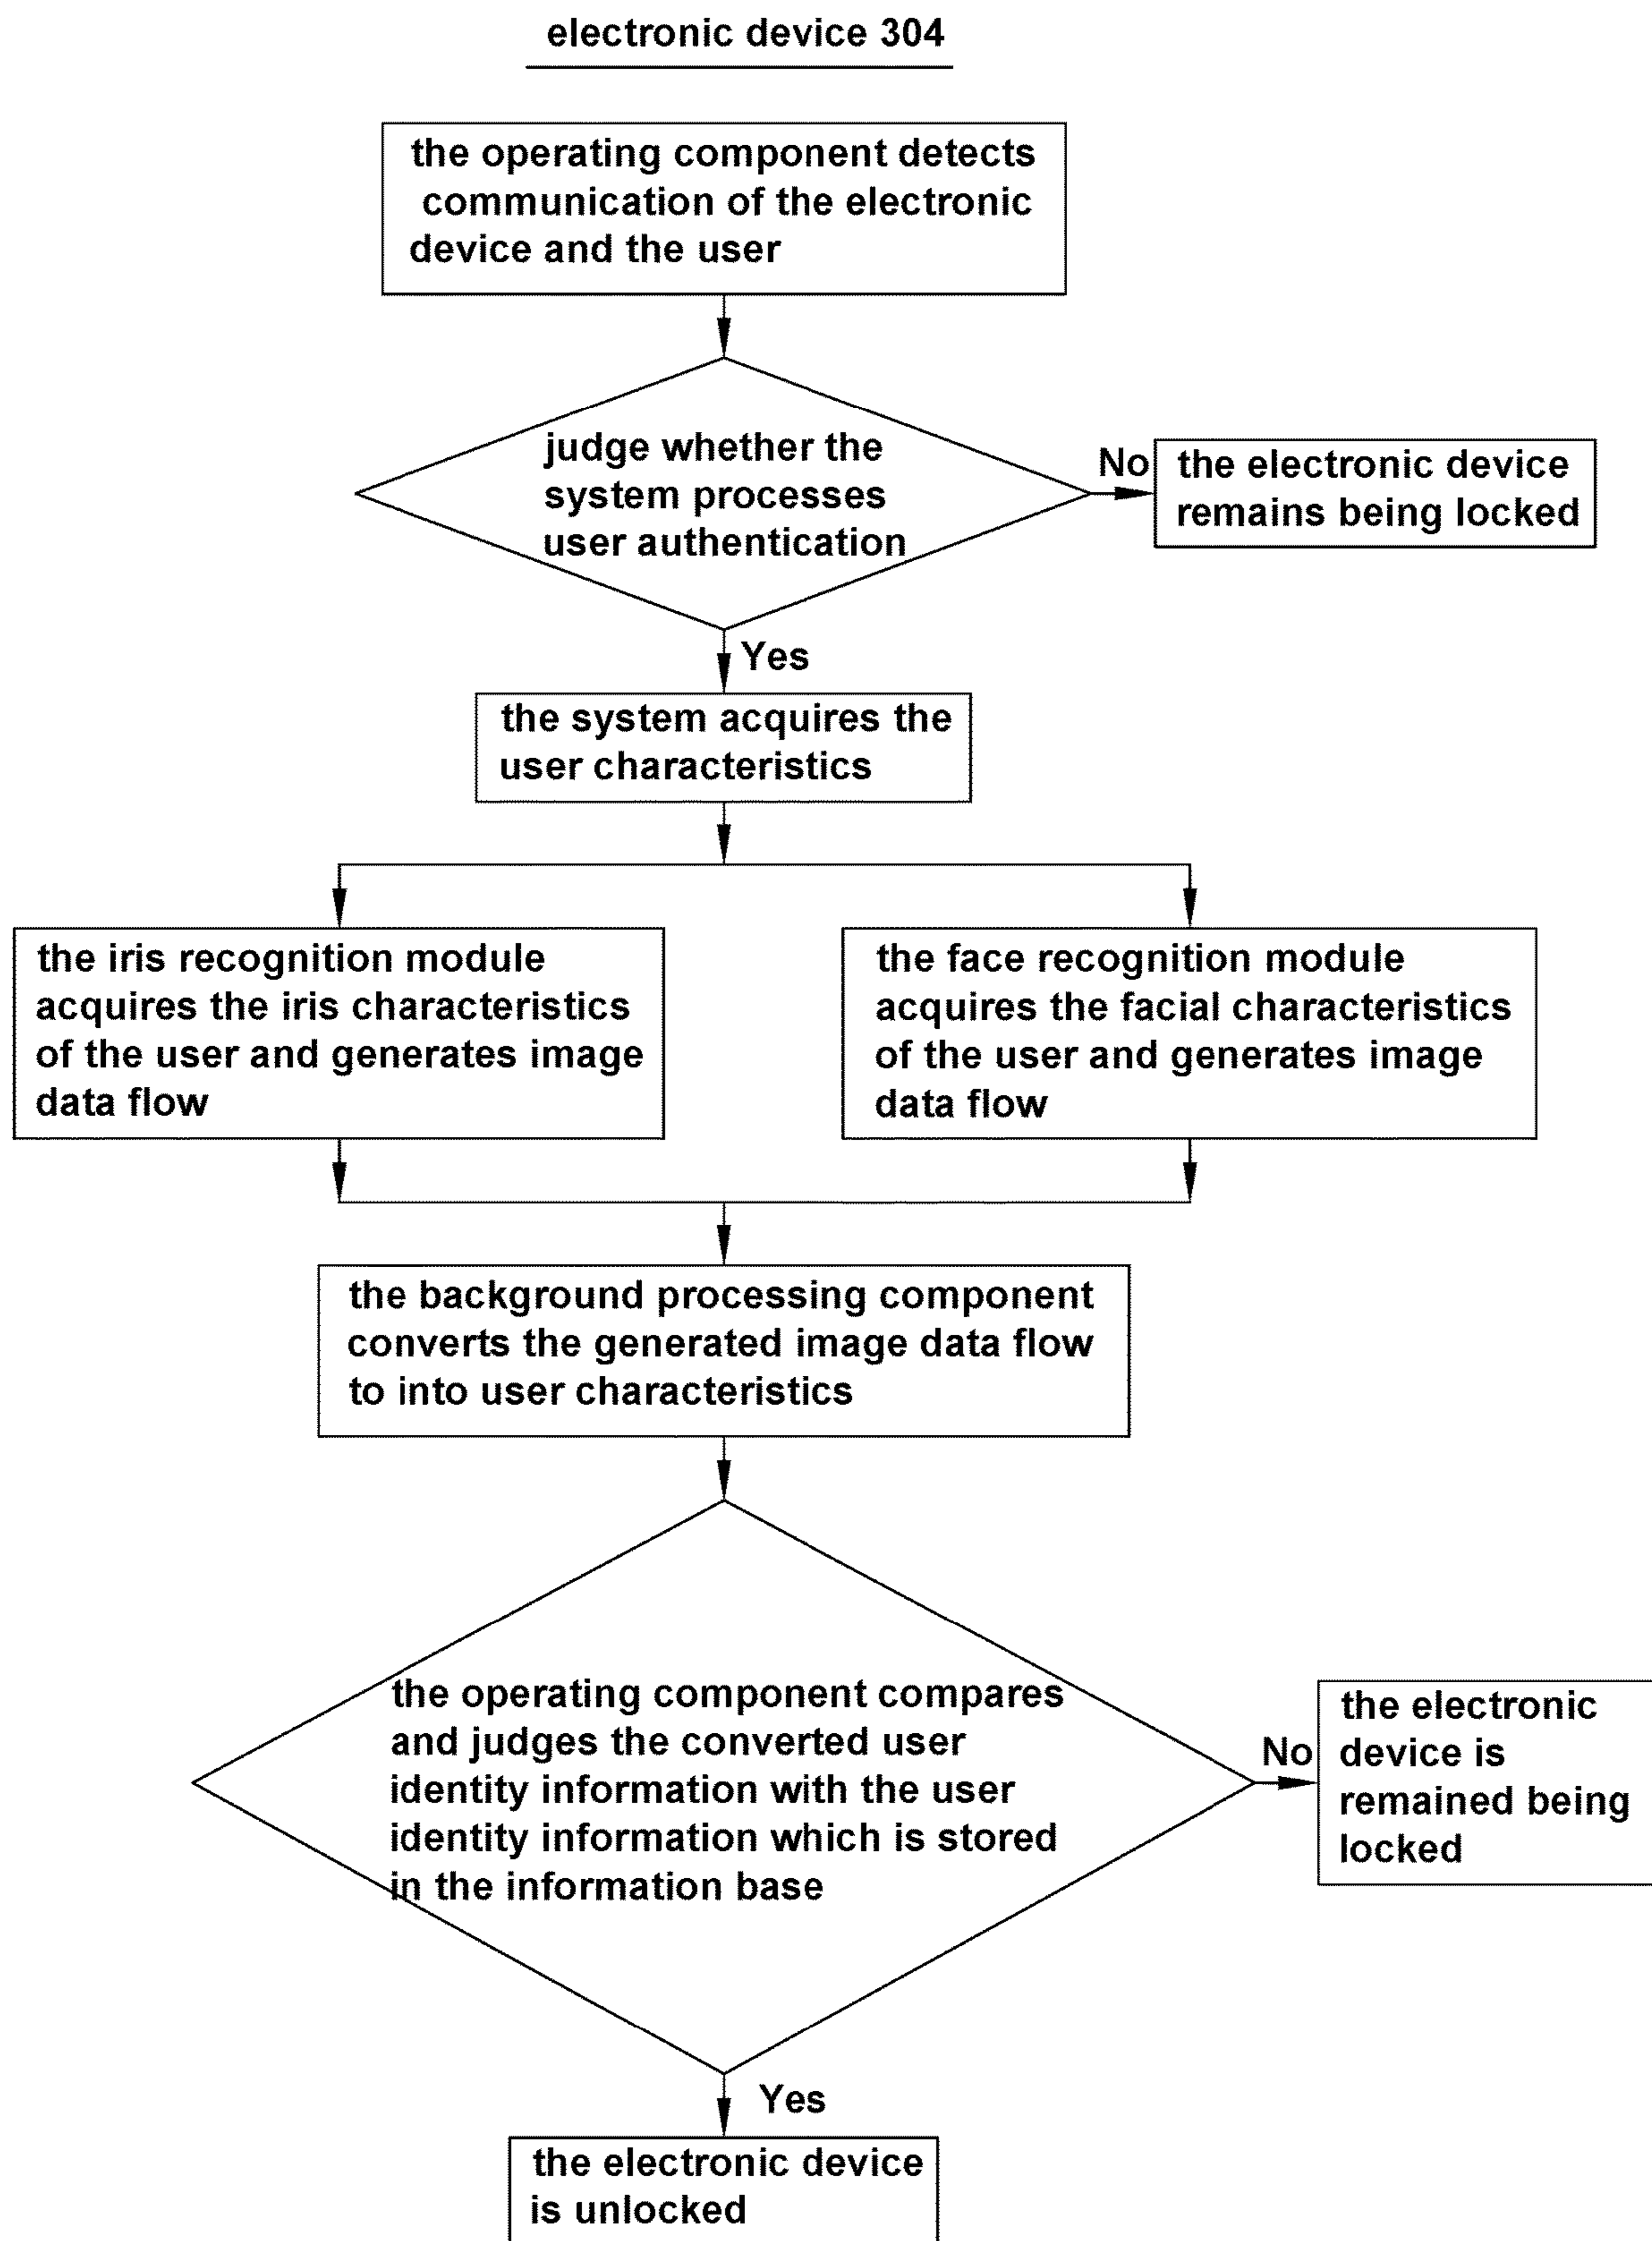 electronic device 304
the operating component detects
communication of the electronic
device and the user
judge whether the
system processes
user authentication
No
the electronic device
remains being locked
Yes
the system acquires the
user characteristics
the iris recognition module
acquires the iris characteristics
of the user and generates image
data flow
the face recognition module
acquires the facial characteristics
of the user and generates image
data flow
the background processing component
converts the generated image data flow
to into user characteristics
the operating component compares
and judges the converted user
identity information with the user
identity information which is stored
in the information base
No
the electronic
device is
remained being
locked
Yes
the electronic device
is unlocked